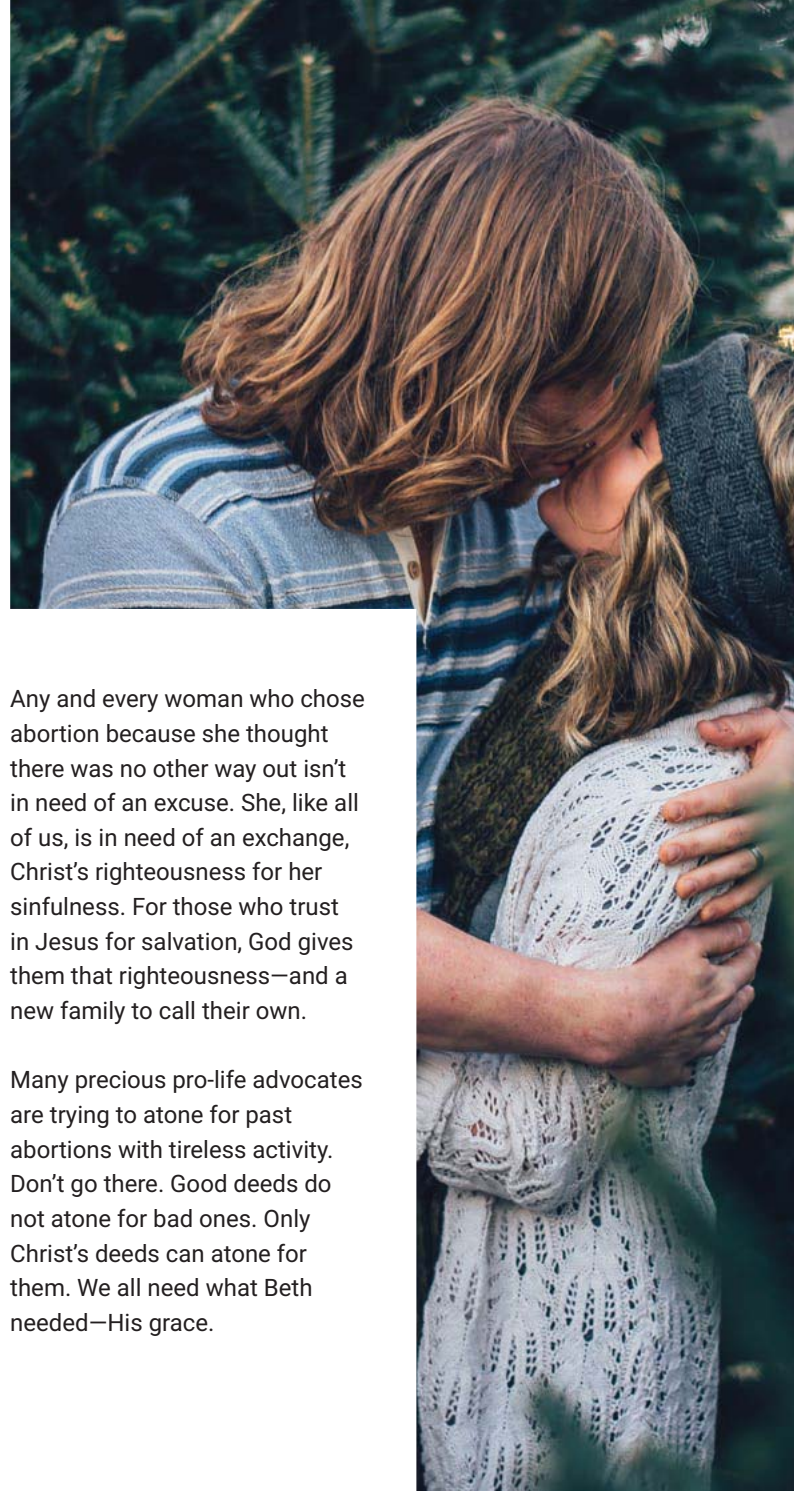 Any and every woman who chose
abortion because she thought
there was no other way out isn’t
in need of an excuse. She, like all
of us, is in need of an exchange,
Christ’s righteousness for her
sinfulness. For those who trust
in Jesus for salvation, God gives
them that righteousness—and a
new family to call their own.
Many precious pro-life advocates
are trying to atone for past
abortions with tireless activity.
Don’t go there. Good deeds do
not atone for bad ones. Only
Christ’s deeds can atone for
them. We all need what Beth
needed—His grace.